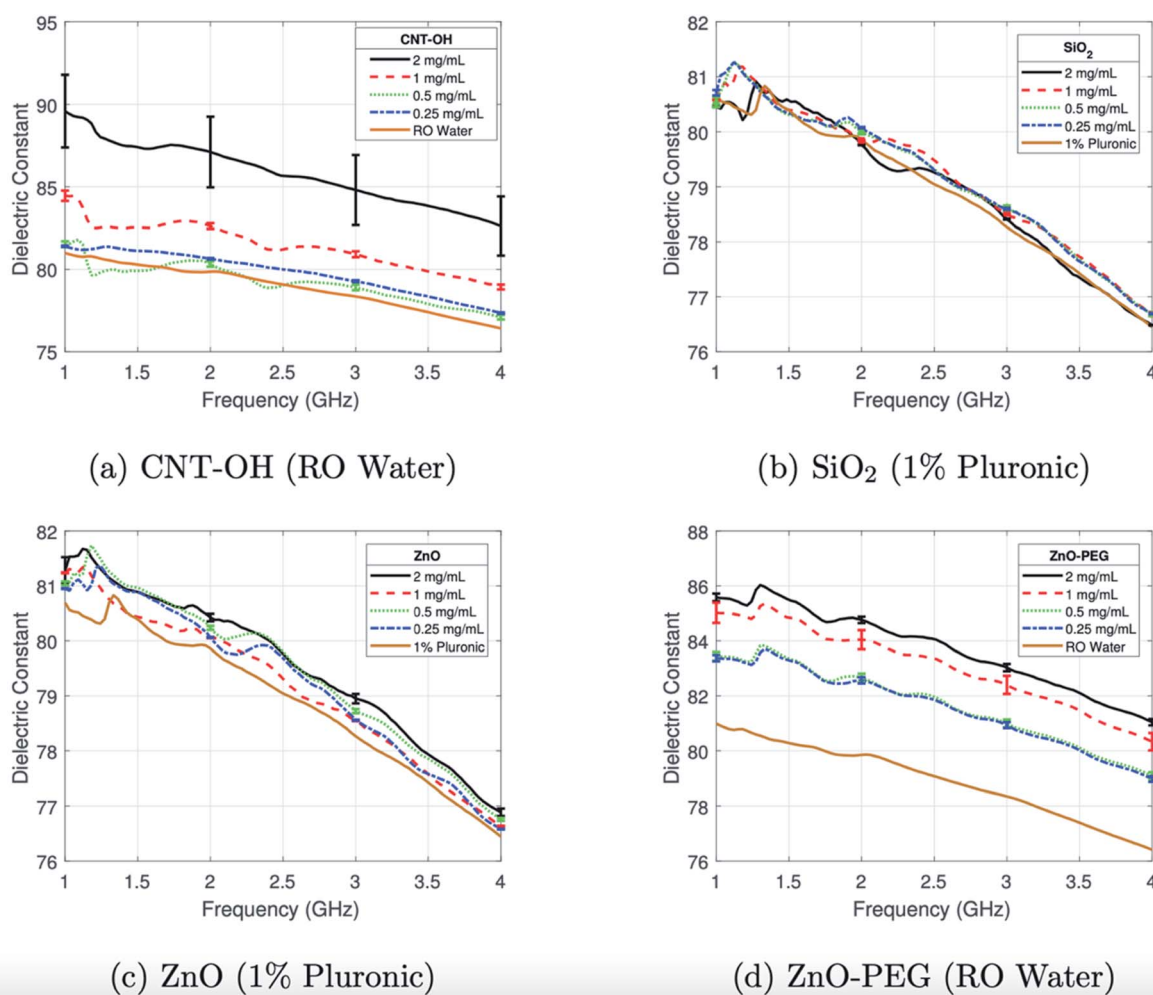 95
90
85
80
75
Dielectric Constant
CNT-OH
2 mg/mL
1 mg/mL
0.5 mg/mL
0.25 mg/mL
RO Water
1 1.5 2 2.5 3 3.5 4
Frequency (GHz)
(a) CNT-OH (RO Water)
82
81
80
79
78
77
76
Dielectric Constant
SiO₂
2 mg/mL
1 mg/mL
0.5 mg/mL
0.25 mg/mL
1% Pluronic
1 1.5 2 2.5 3 3.5 4
Frequency (GHz)
(b) SiO₂ (1% Pluronic)
82
81
80
79
78
77
76
Dielectric Constant
ZnO
2 mg/mL
1 mg/mL
0.5 mg/mL
0.25 mg/mL
1% Pluronic
1 1.5 2 2.5 3 3.5 4
Frequency (GHz)
(c) ZnO (1% Pluronic)
88
86
84
82
80
78
76
Dielectric Constant
ZnO-PEG
2 mg/mL
1 mg/mL
0.5 mg/mL
0.25 mg/mL
RO Water
1 1.5 2 2.5 3 3.5 4
Frequency (GHz)
(d) ZnO-PEG (RO Water)